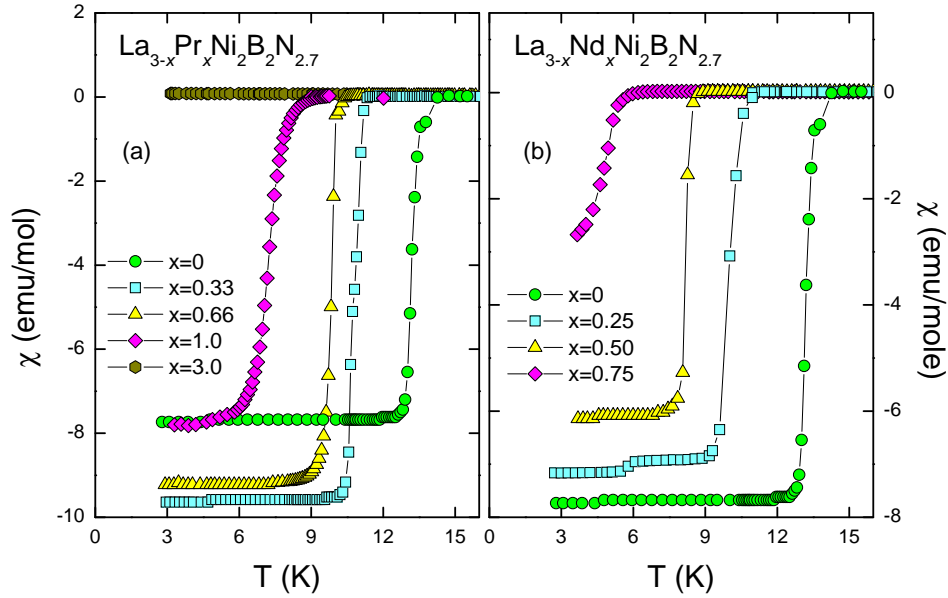 La3-xPrxNi2B2N2.7
(a)
x=0
x=0.33
x=0.66
x=1.0
x=3.0
χ (emu/mol)
2
0
-2
-4
-6
-8
-10
0
3
6
9
12
15
T (K)
La3-xNdxNi2B2N2.7
(b)
x=0
x=0.25
x=0.50
x=0.75
0
-2
-4
-6
-8
χ (emu/mole)
0
3
6
9
12
15
T (K)